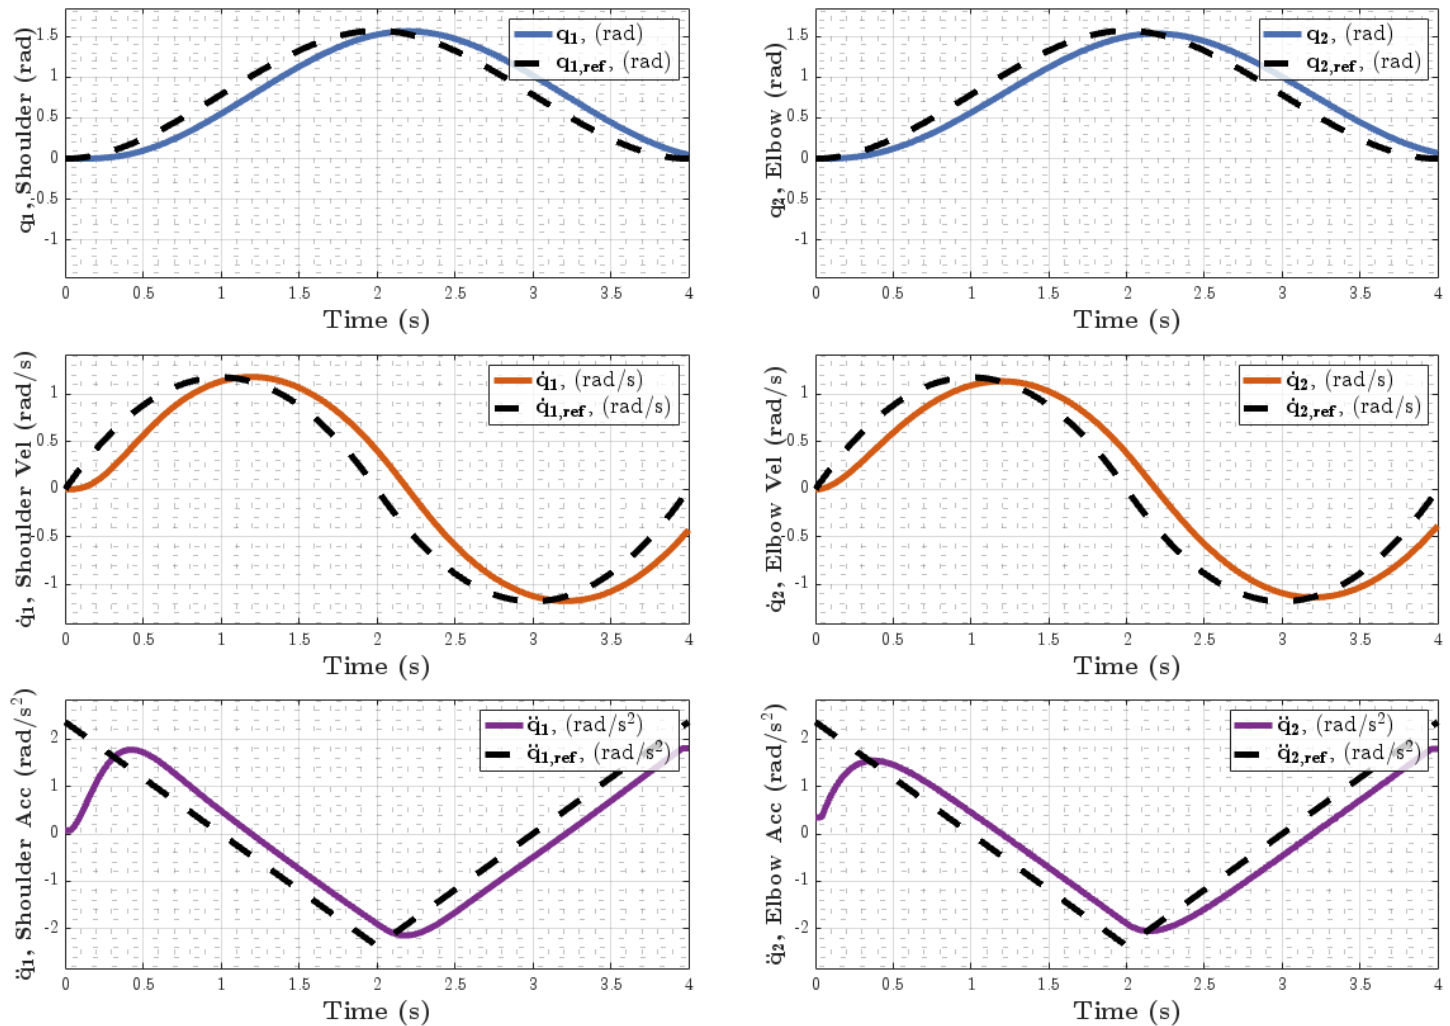 q₁, Shoulder (rad)
1.5
1
0.5
0
-0.5
-1
q₁, (rad)
q₁,ref, (rad)
0 0.5 1 1.5 2 2.5 3 3.5 4
Time (s)
q₂, Elbow (rad)
1.5
1
0.5
0
-0.5
-1
q₂, (rad)
q₂,ref, (rad)
0 0.5 1 1.5 2 2.5 3 3.5 4
Time (s)
q̇₁, Shoulder Vel (rad/s)
1
0.5
0
-0.5
-1
q̇₁, (rad/s)
q̇₁,ref, (rad/s)
0 0.5 1 1.5 2 2.5 3 3.5 4
Time (s)
q̇₂, Elbow Vel (rad/s)
1
0.5
0
-0.5
-1
q̇₂, (rad/s)
q̇₂,ref, (rad/s)
0 0.5 1 1.5 2 2.5 3 3.5 4
Time (s)
q̈₁, Shoulder Acc (rad/s²)
2
1
0
-1
-2
q̈₁, (rad/s²)
q̈₁,ref, (rad/s²)
0 0.5 1 1.5 2 2.5 3 3.5 4
Time (s)
q̈₂, Elbow Acc (rad/s²)
2
1
0
-1
-2
q̈₂, (rad/s²)
q̈₂,ref, (rad/s²)
0 0.5 1 1.5 2 2.5 3 3.5 4
Time (s)